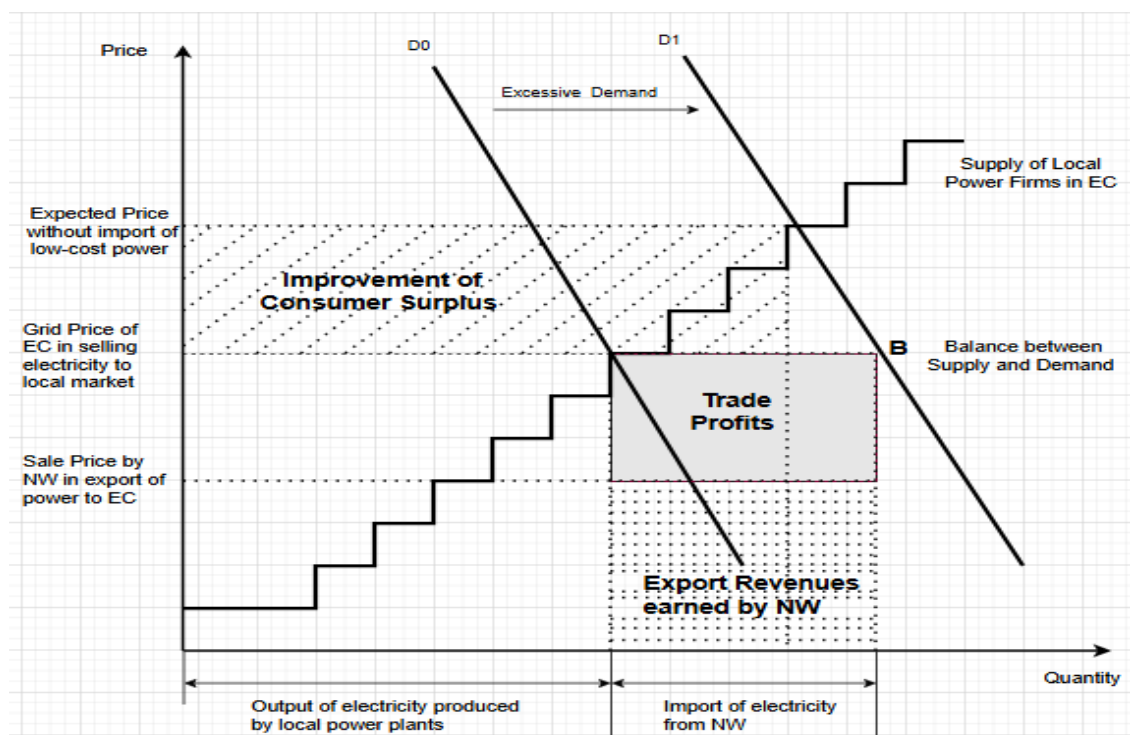 Price
D0
D1
Excessive Demand
Supply of Local
Power Firms in EC
Expected Price
without import of
low-cost power
Improvement of
Consumer Surplus
Grid Price of
EC in selling
electricity to
local market
B
Balance between
Supply and Demand
Trade
Profits
Sale Price by
NW in export of
power to EC
Export Revenues
earned by NW
Quantity
Output of electricity produced
by local power plants
Import of electricity
from NW